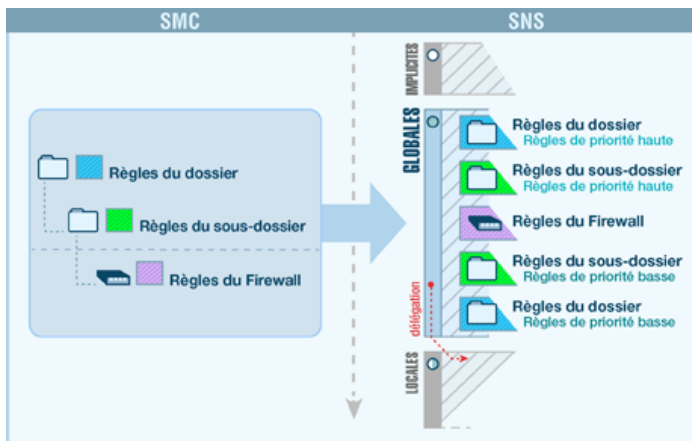 SMC
SNS
Règles du dossier
Règles du sous-dossier
Règles du Firewall
IMPLICITES
GLOBALES
Règles du dossier
Règles de priorité haute
Règles du sous-dossier
Règles de priorité haute
Règles du Firewall
Règles du sous-dossier
Règles de priorité basse
Règles du dossier
Règles de priorité basse
délégation
LOCALES